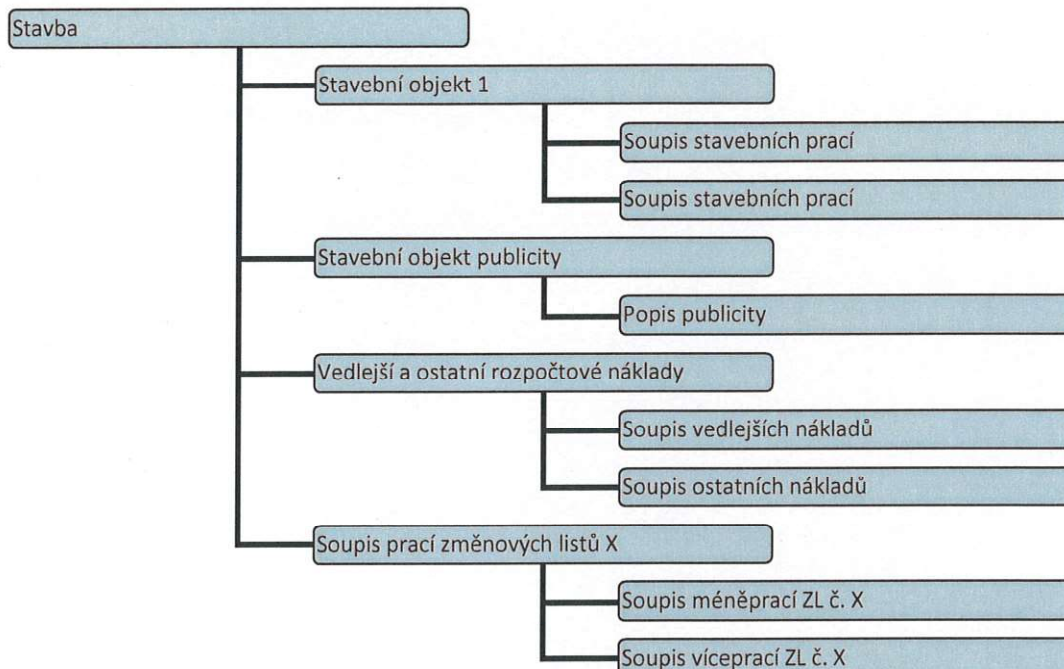 Stavba
Stavební objekt 1
Soupis stavebních prací
Soupis stavebních prací
Stavební objekt publicity
Popis publicity
Vedlejší a ostatní rozpočtové náklady
Soupis vedlejších nákladů
Soupis ostatních nákladů
Soupis prací změnových listů X
Soupis méněprací ZL č. X
Soupis víceprací ZL č. X